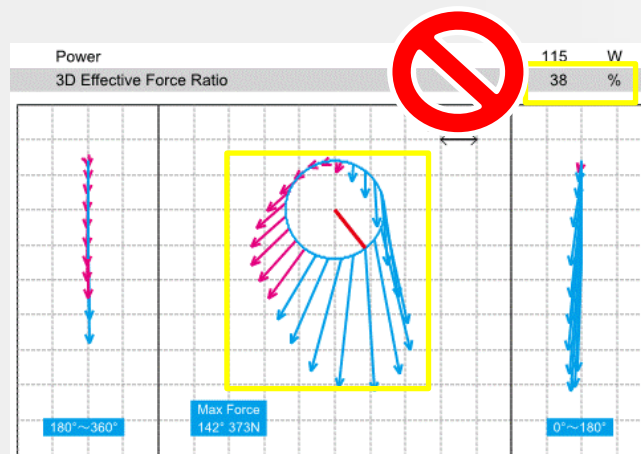 Power 115 W
3D Effective Force Ratio 38 %
Max Force
142° 373N
180°～360°
0°～180°